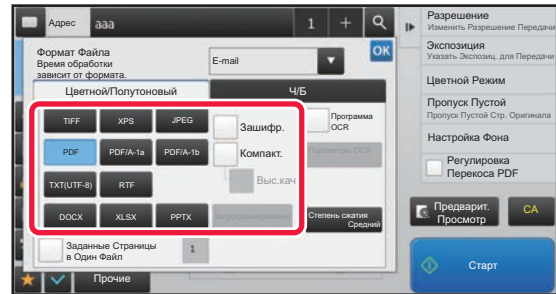 Адрес
aaa
1
Разрешение
Изменить Разрешение Передачи
Экспозиция
Указать Экспозиц. для Передачи
Цветной Режим
Пропуск Пустой
Пропуск Пустой Стр. Оригинала
Настройка Фона
Регулировка
Перекоса PDF
Предварит.
Просмотр
CA
Старт
Формат Файла
Время обработки
зависит от формата.
E-mail
OK
Цветной/Полутоновый
Ч/Б
TIFF
XPS
JPEG
Зашифр.
Программа
OCR
PDF
PDF/A-1a
PDF/A-1b
Компакт.
Параметры OCR
TXT(UTF-8)
RTF
Выс.кач
DOCX
XLSX
PPTX
Степень сжатия
Средний
Заданные Страницы
в Один Файл
1
Прочие